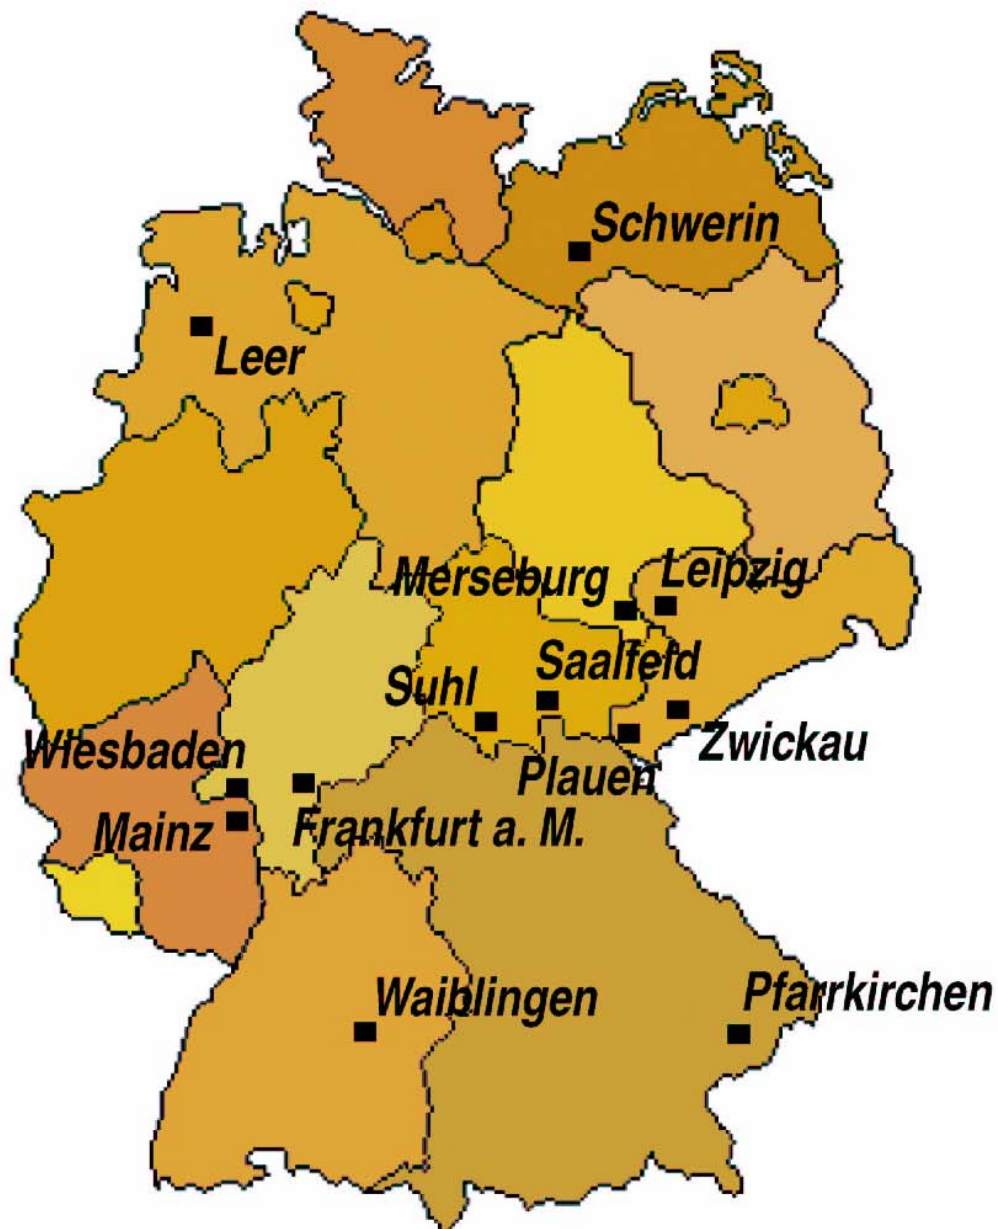 Schwerin
Leer
Merseburg
Leipzig
Suhl
Saalfeld
Wiesbaden
Zwickau
Plauen
Mainz
Frankfurt a. M.
Waiblingen
Pfarrkirchen